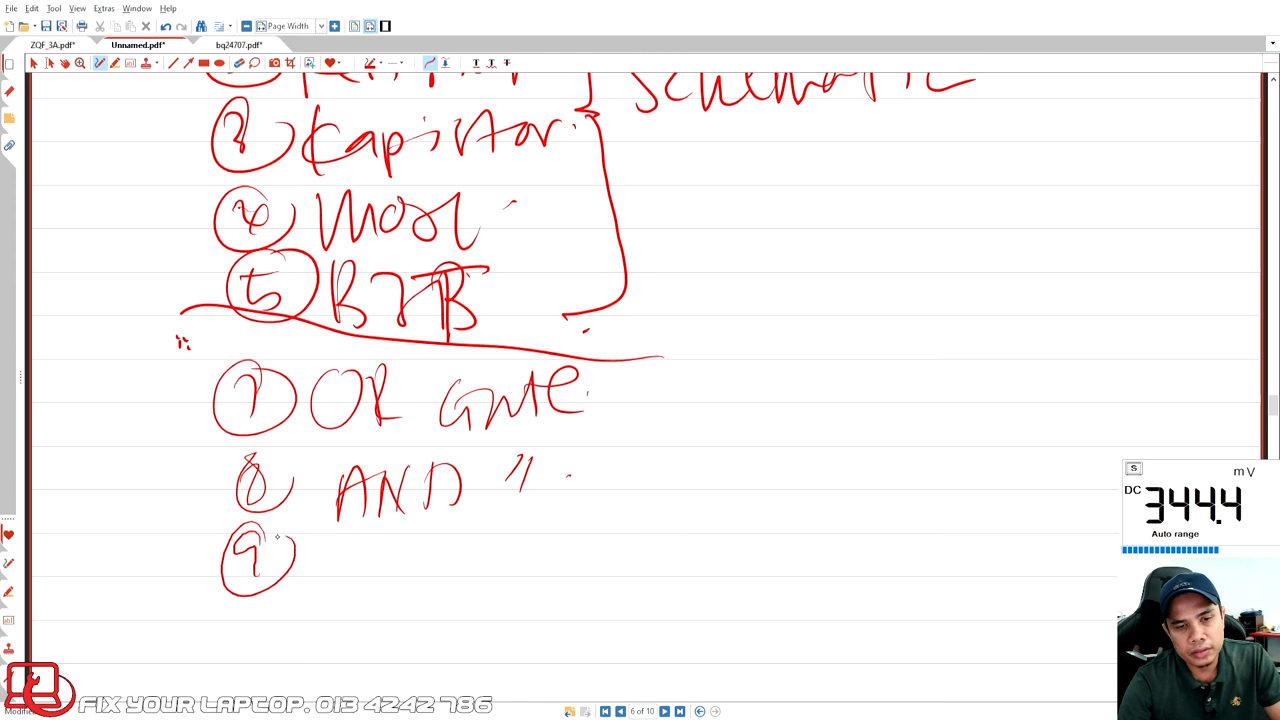 File Edit Tool View Extras Window Help
Page Width
ZQF_3A.pdf* Unnamed.pdf* bq24707.pdf*
T T T
Schematic
3 Kapisitor
4 Mosf
5 BJT
7 OR GATE
8 AND "
9
S mV
DC 344.4
Auto range
FIX YOUR LAPTOP. 013 4242 786
6 of 10